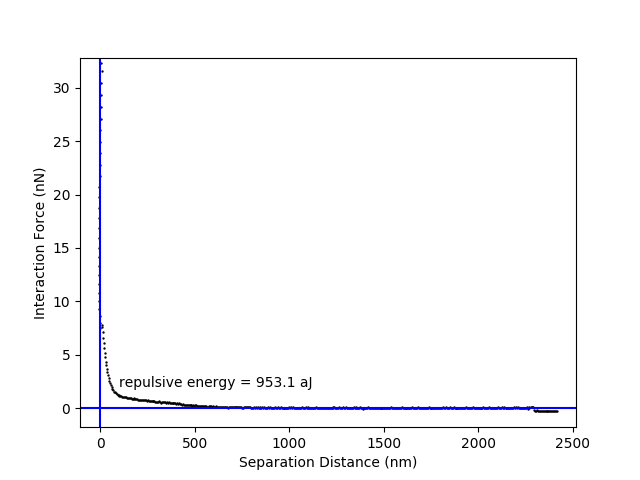 30
25
20
15
10
5
0
Interaction Force (nN)
repulsive energy = 953.1 aJ
0 500 1000 1500 2000 2500
Separation Distance (nm)